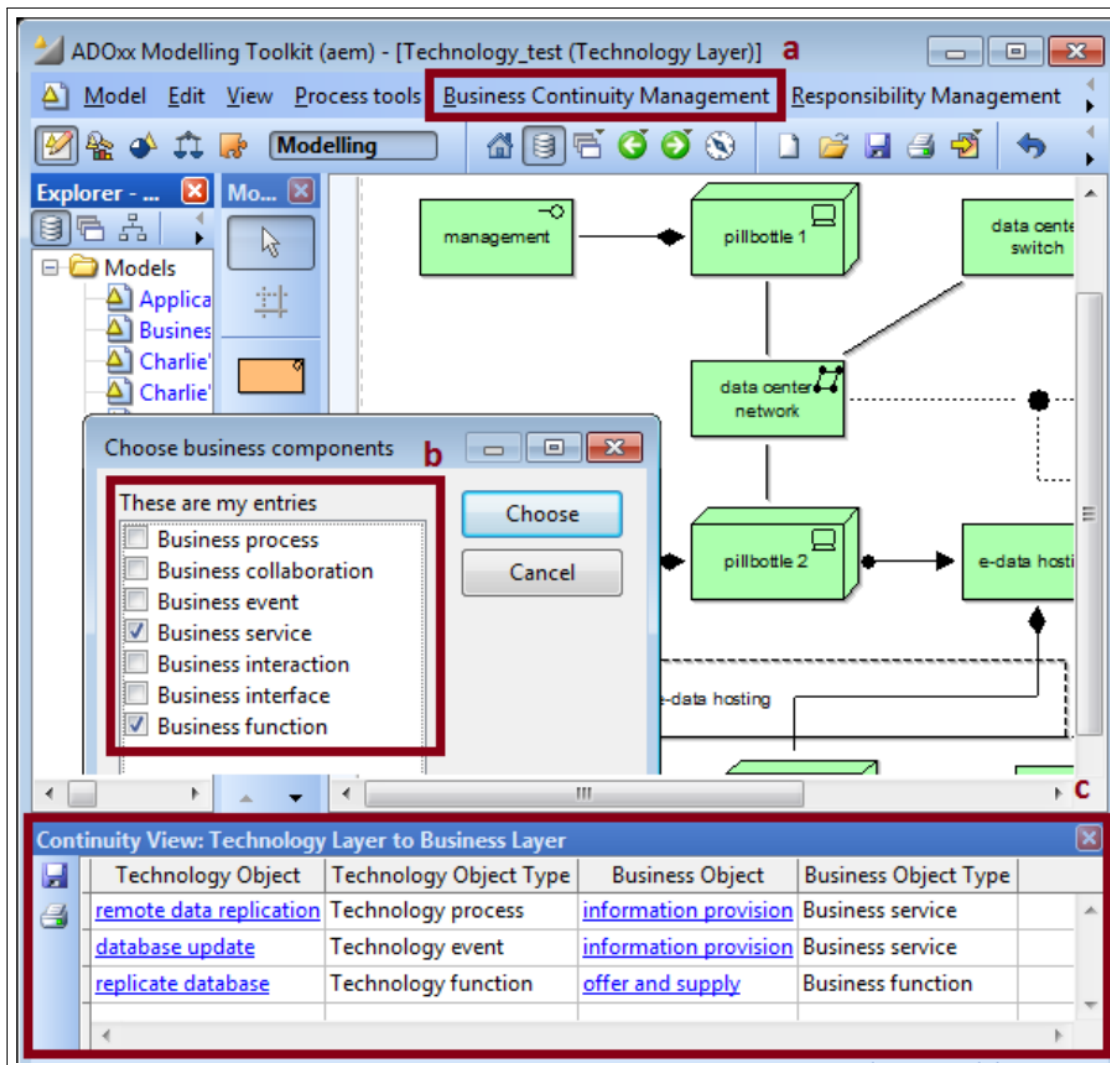 ADOxx Modelling Toolkit (aem) - [Technology_test (Technology Layer)]
a
Model Edit View Process tools Business Continuity Management Responsibility Management
Modelling
Explorer - ...
Mo...
Models
Applica
Busines
Charlie'
Charlie'
management
pillbottle 1
data cente
switch
data center
network
pillbottle 2
e-data hosti
e-data hosting
Choose business components
b
These are my entries
Business process
Business collaboration
Business event
Business service
Business interaction
Business interface
Business function
Choose
Cancel
c
Continuity View: Technology Layer to Business Layer
Technology Object Technology Object Type Business Object Business Object Type
remote data replication Technology process information provision Business service
database update Technology event information provision Business service
replicate database Technology function offer and supply Business function